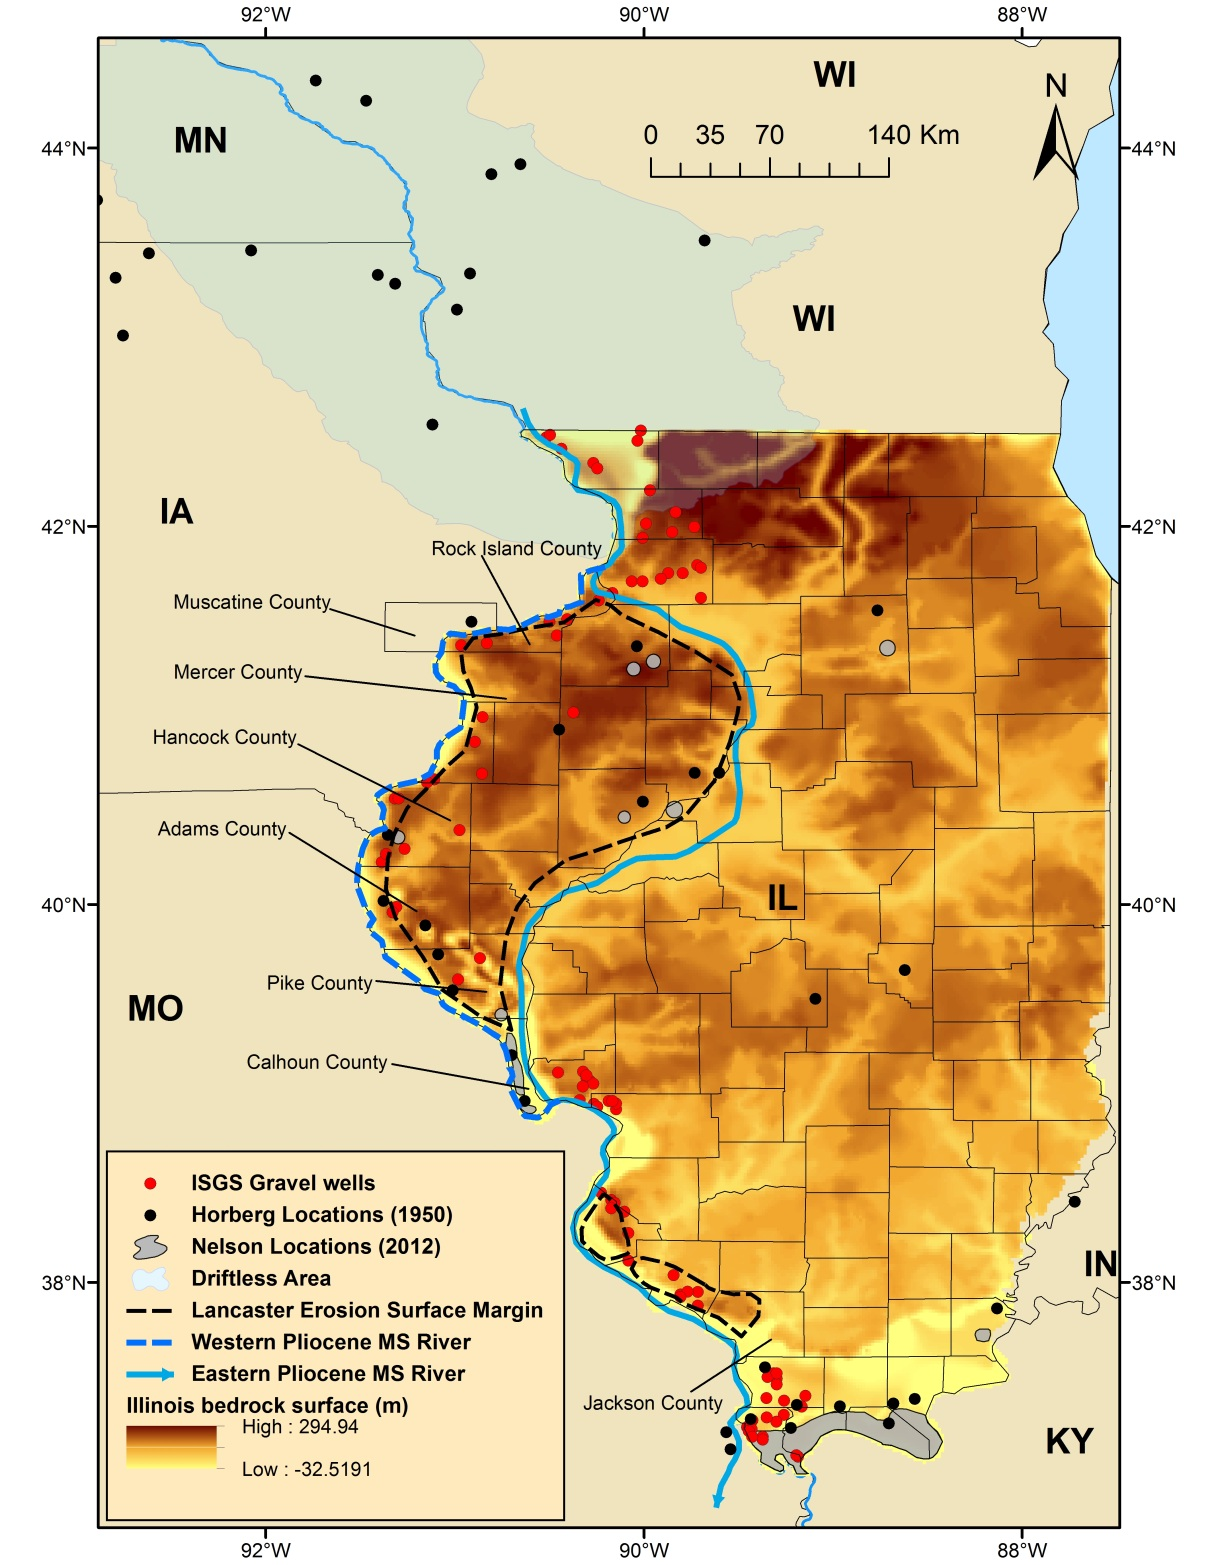 92°W 90°W 88°W
WI
N
0 35 70 140 Km
MN
44°N 44°N
WI
IA
42°N 42°N
Rock Island County
Muscatine County
Mercer County
Hancock County
Adams County
IL
40°N 40°N
Pike County
MO
Calhoun County
ISGS Gravel wells
Horberg Locations (1950)
Nelson Locations (2012)
IN
Driftless Area
38°N 38°N
Lancaster Erosion Surface Margin
Western Pliocene MS River
Eastern Pliocene MS River
Jackson County
Illinois bedrock surface (m)
High : 294.94
KY
Low : -32.5191
92°W 90°W 88°W